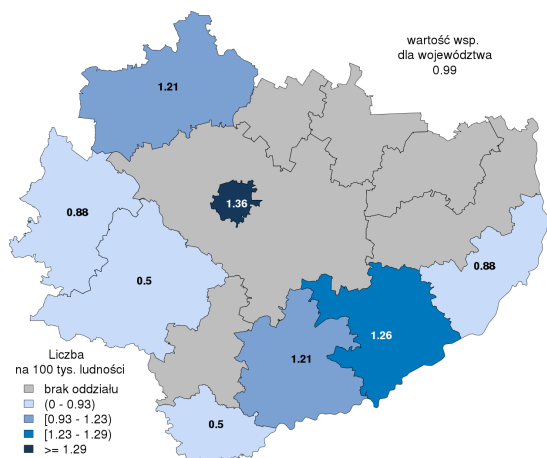 wartość wsp.
dla województwa
0.99
1.21
1.36
0.88
0.5
0.88
1.26
1.21
0.5
Liczba
na 100 tys. ludności
brak oddziału
(0 - 0.93)
[0.93 - 1.23)
[1.23 - 1.29)
>= 1.29